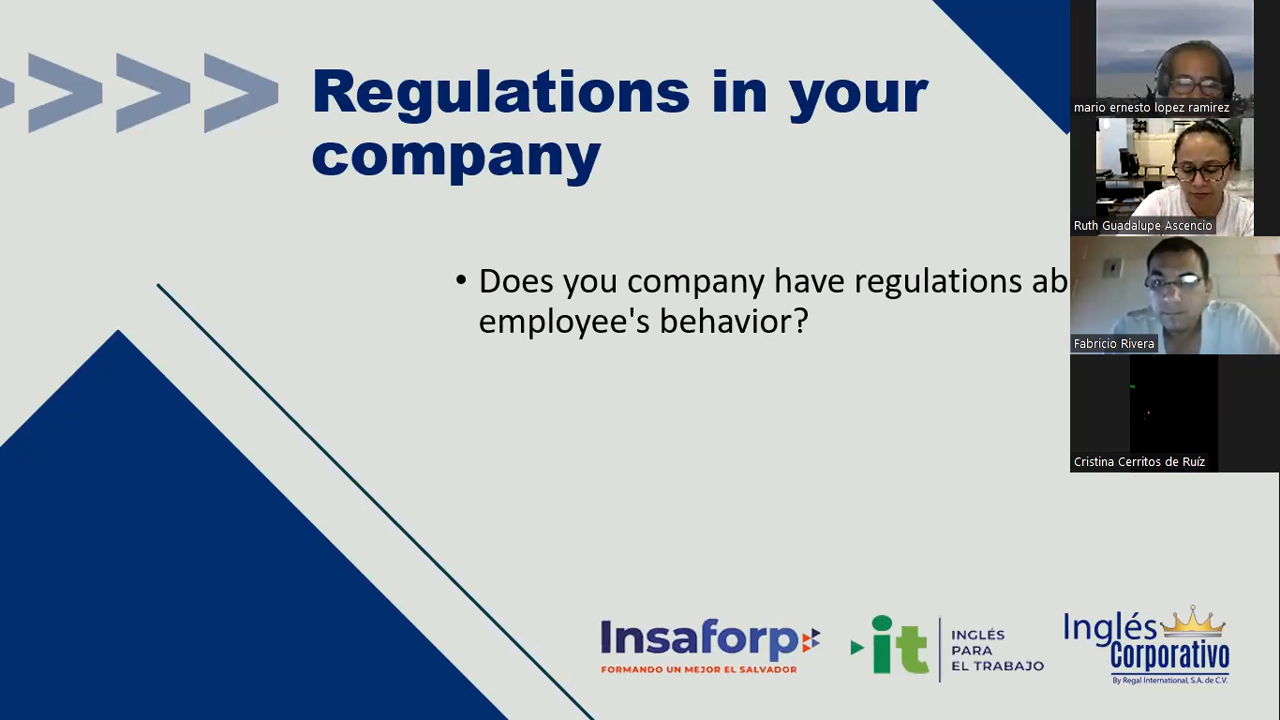 Regulations in your
company
• Does you company have regulations ab
employee's behavior?
mario ernesto lopez ramirez
Ruth Guadalupe Ascencio
Fabricio Rivera
Cristina Cerritos de Ruíz
Insaforp
FORMANDO UN MEJOR EL SALVADOR
it
INGLÉS
PARA
EL TRABAJO
Inglés
Corporativo
By Regal International, S.A. de C.V.